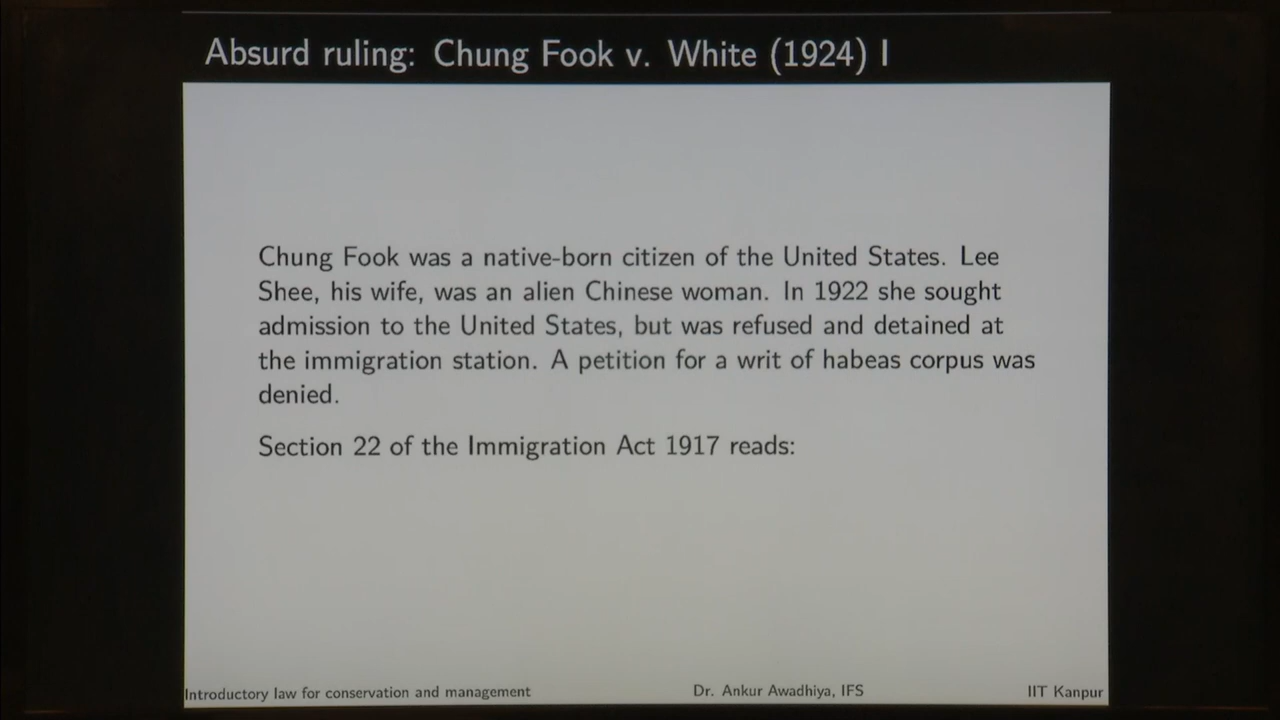 Absurd ruling: Chung Fook v. White (1924) I
Chung Fook was a native-born citizen of the United States. Lee
Shee, his wife, was an alien Chinese woman. In 1922 she sought
admission to the United States, but was refused and detained at
the immigration station. A petition for a writ of habeas corpus was
denied.
Section 22 of the Immigration Act 1917 reads:
Introductory law for conservation and management Dr. Ankur Awadhiya, IFS IIT Kanpur